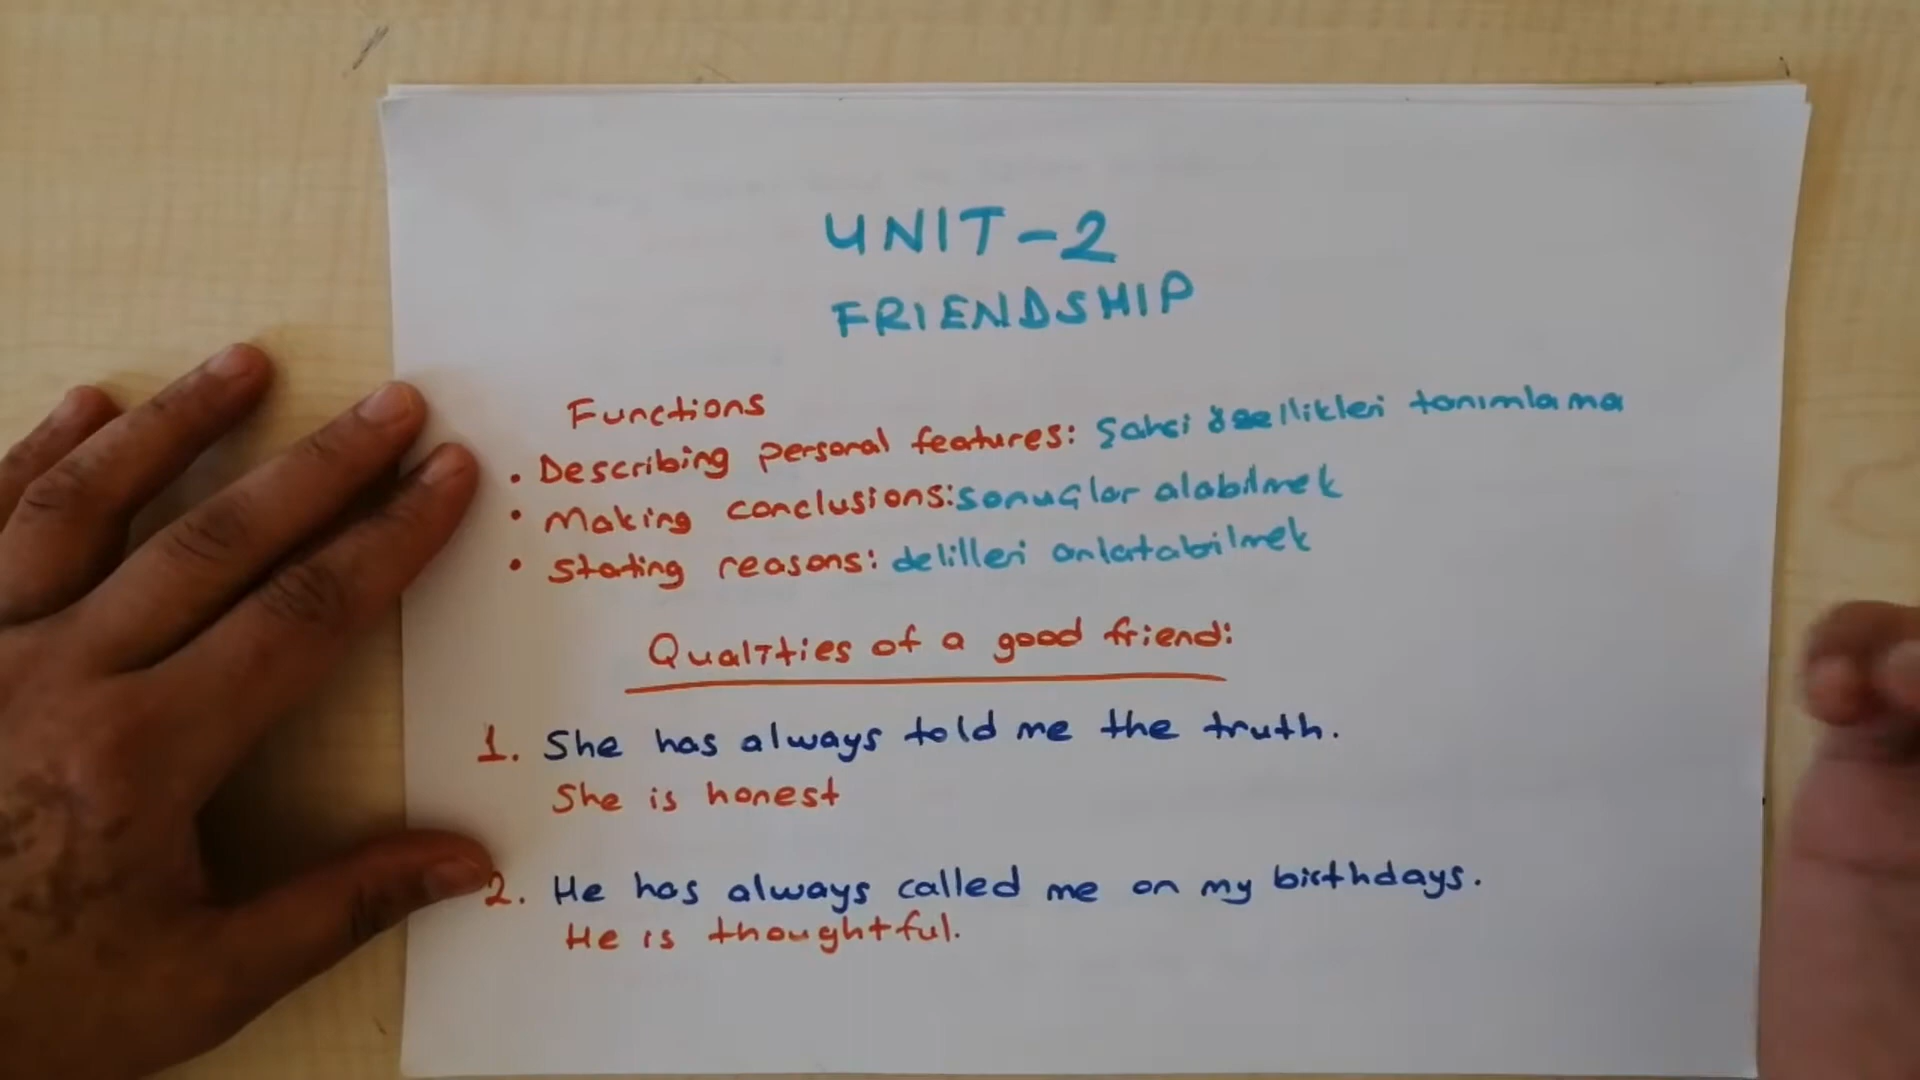 UNIT-2
FRIENDSHIP
Functions
• Describing personal features: Şahsi özellikleri tanımlama
• Making conclusions: sonuçlar alabilmek
• Stating reasons: delilleri anlatabilmek
Qualities of a good friend:
1. She has always told me the truth.
She is honest
2. He has always called me on my birthdays.
He is thoughtful.